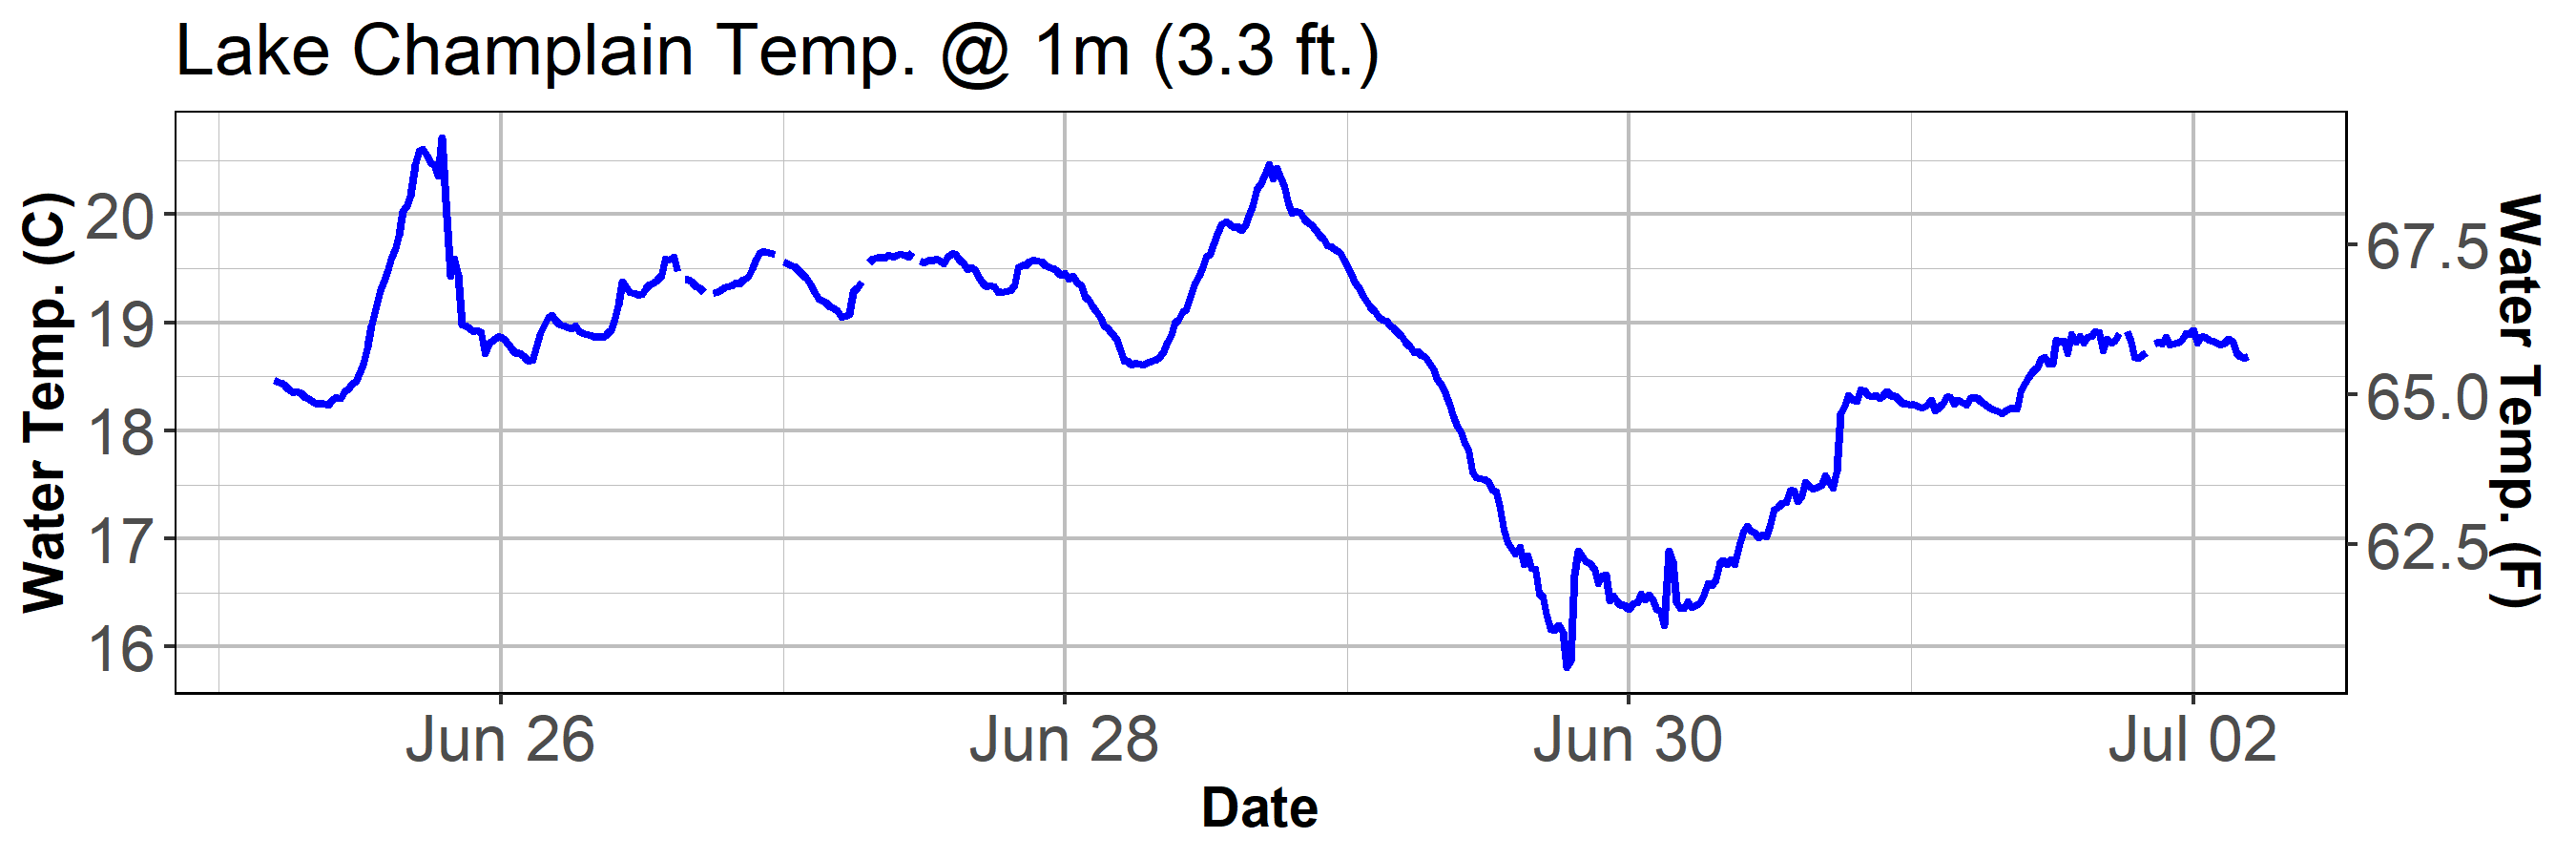 Lake Champlain Temp. @ 1m (3.3 ft.)
Water Temp. (C)
20
19
18
17
16
67.5
65.0
62.5
Water Temp. (F)
Jun 26
Jun 28
Jun 30
Jul 02
Date